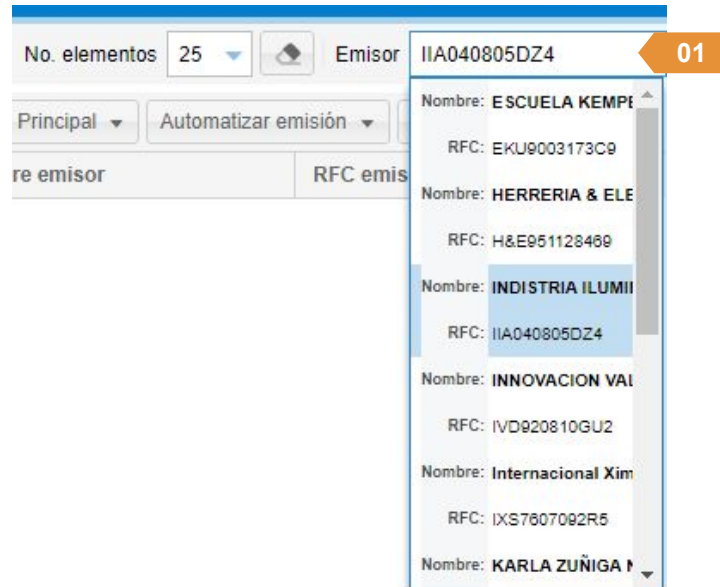 No. elementos 25 Emisor IIA040805DZ4 01
Principal Automatizar emisión
re emisor RFC emis
Nombre: ESCUELA KEMPE
RFC: EKU9003173C9
Nombre: HERRERIA & ELE
RFC: H&E951128469
Nombre: INDISTRIA ILUMI
RFC: IIA040805DZ4
Nombre: INNOVACION VAL
RFC: IVD920810GU2
Nombre: Internacional Xim
RFC: IXS7607092R5
Nombre: KARLA ZUÑIGA N